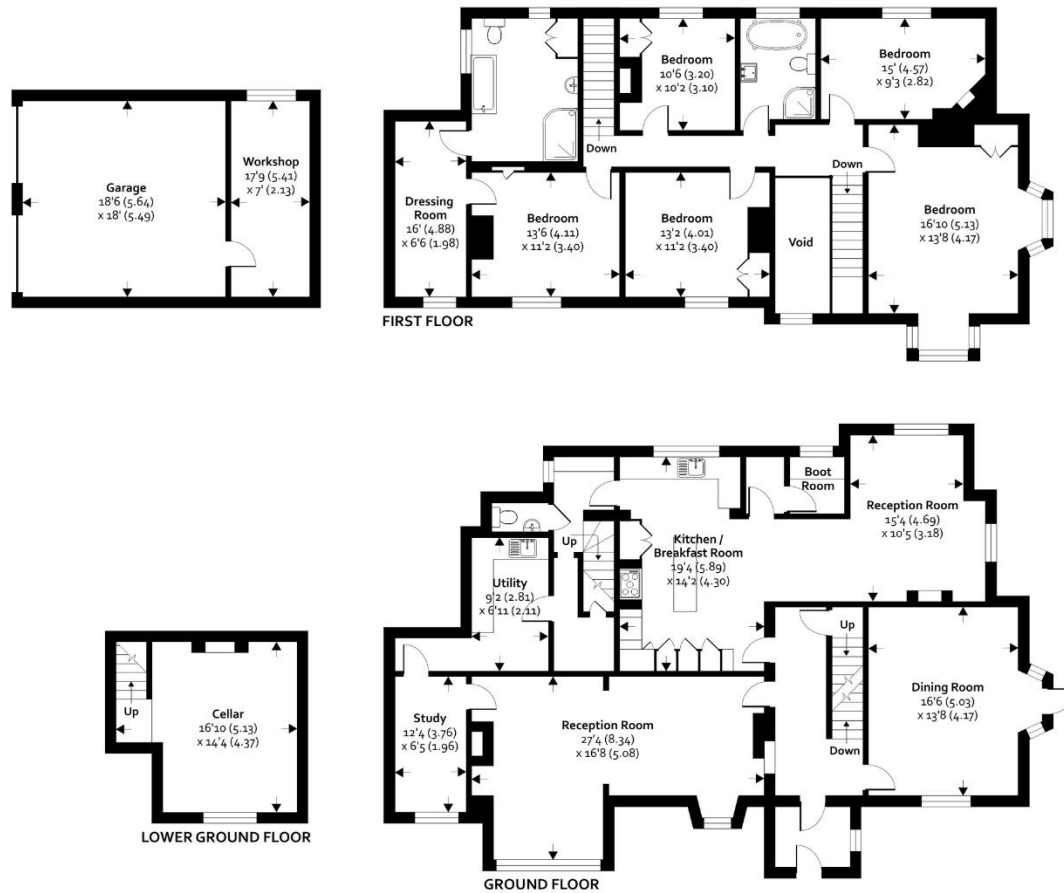 Garage
18'6 (5.64)
x 18' (5.49)
Workshop
17'9 (5.41)
x 7' (2.13)
Bedroom
10'6 (3.20)
x 10'2 (3.10)
Bedroom
15' (4.57)
x 9'3 (2.82)
Down
Down
Dressing
Room
16' (4.88)
x 6'6 (1.98)
Bedroom
13'6 (4.11)
x 11'2 (3.40)
Bedroom
13'2 (4.01)
x 11'2 (3.40)
Void
Bedroom
16'10 (5.13)
x 13'8 (4.17)
FIRST FLOOR
Boot
Room
Reception Room
15'4 (4.69)
x 10'5 (3.18)
Up
Kitchen /
Breakfast Room
19'4 (5.89)
x 14'2 (4.30)
Utility
9'2 (2.81)
x 6'11 (2.11)
Up
Dining Room
16'6 (5.03)
x 13'8 (4.17)
Down
Study
12'4 (3.76)
x 6'5 (1.96)
Reception Room
27'4 (8.34)
x 16'8 (5.08)
Up
Cellar
16'10 (5.13)
x 14'4 (4.37)
LOWER GROUND FLOOR
GROUND FLOOR